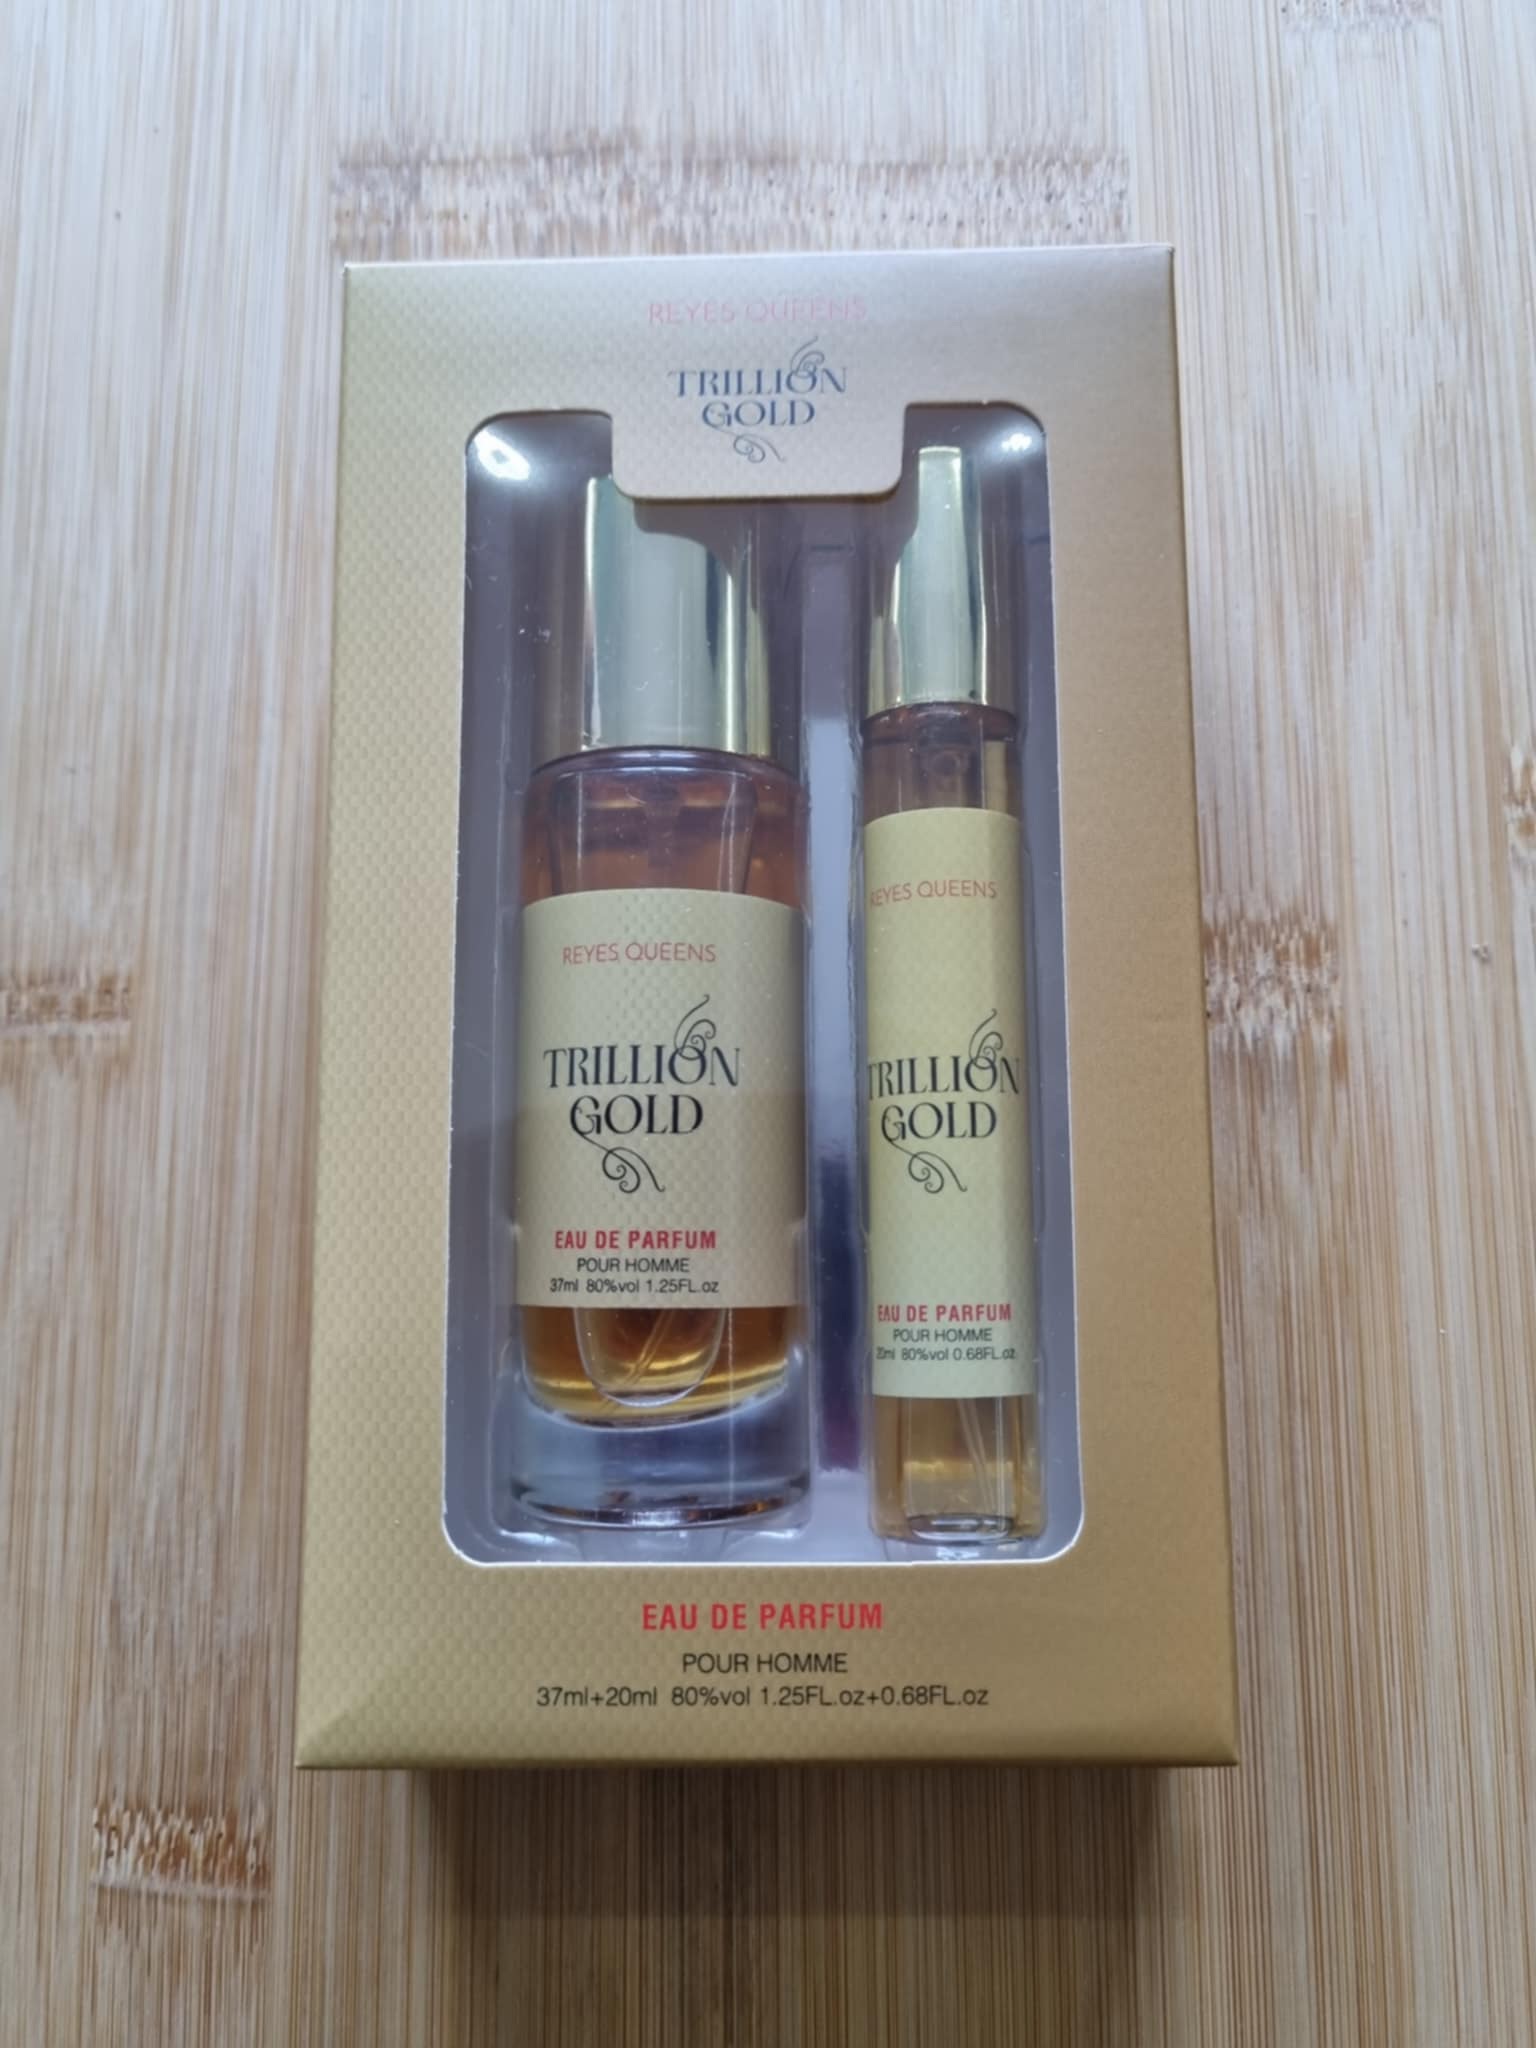 REYES QUEENS
TRILLION
GOLD
REYES QUEENS
TRILLION
GOLD
EAU DE PARFUM
POUR HOMME
37ml 80%vol 1.25FL.oz
REYES QUEENS
TRILLION
GOLD
EAU DE PARFUM
POUR HOMME
20ml 80%vol 0.68FL.oz
EAU DE PARFUM
POUR HOMME
37ml+20ml 80%vol 1.25FL.oz+0.68FL.oz